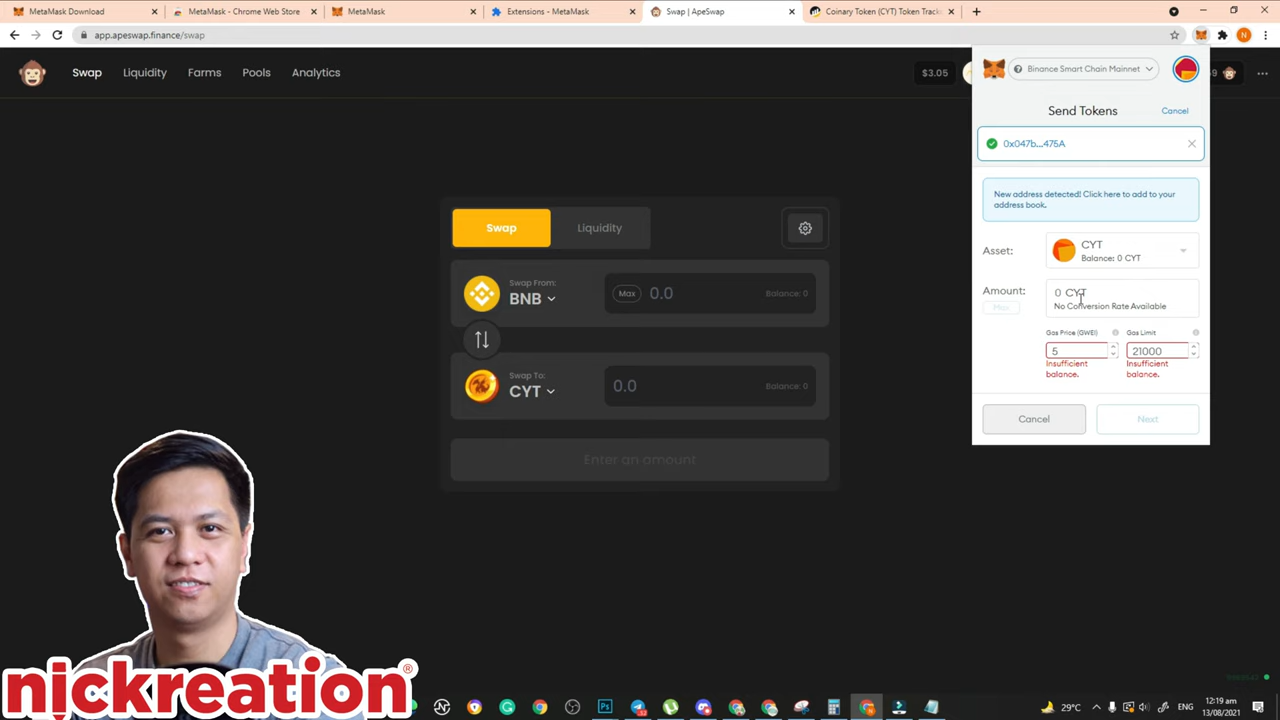 MetaMask Download
MetaMask - Chrome Web Store
MetaMask
Extensions - MetaMask
Swap | ApeSwap
Coinary Token (CYT) Token Track
app.apeswap.finance/swap
N
Swap
Liquidity
Farms
Pools
Analytics
$3.05
Binance Smart Chain Mainnet
Send Tokens
Cancel
0x047b...475A
New address detected! Click here to add to your
address book.
Asset:
CYT
Balance: 0 CYT
Amount:
Max
0 CYT
No Conversion Rate Available
Gas Price (GWEI)
Gas Limit
5
21000
Insufficient
balance.
Insufficient
balance.
Cancel
Next
Swap
Liquidity
Swap From:
BNB
Max
0.0
Balance: 0
Swap To:
CYT
0.0
Balance: 0
Enter an amount
nickreation®
Ps
29°C
ENG
12:19 am
13/08/2021